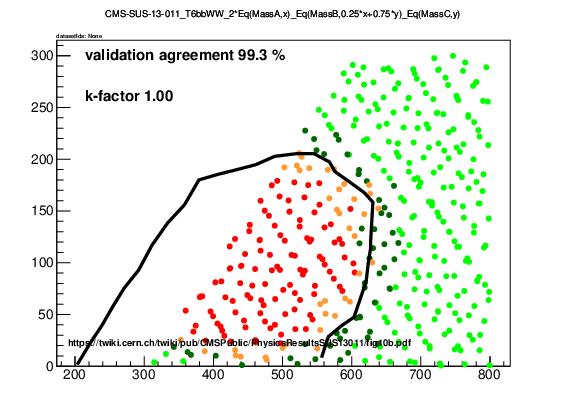 CMS-SUS-13-011_T6bbWW_2*Eq(MassA,x)_Eq(MassB,0.25*x+0.75*y)_Eq(MassC,y)
datasetIds: None
validation agreement 99.3 %
k-factor 1.00
300
250
200
150
100
50
https://twiki.cern.ch/twiki/pub/CMSPublic/PhysicsResultsSUS13011/fig10b.pdf
0
200 300 400 500 600 700 800